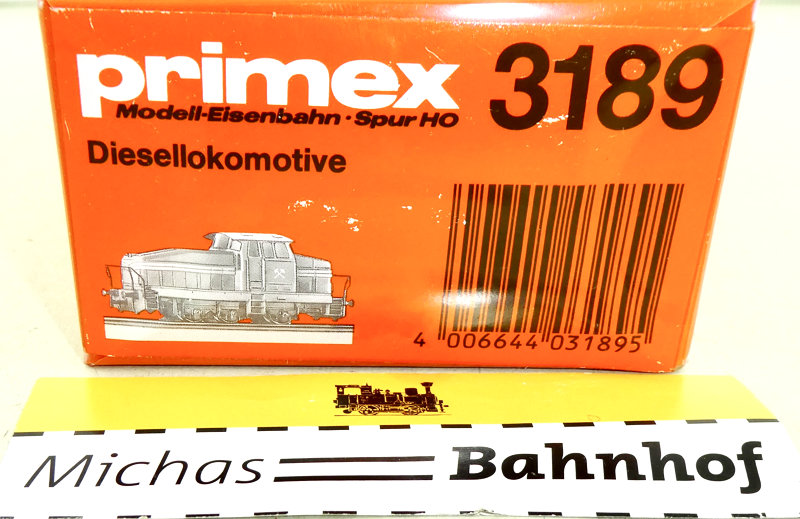 primex 3189
Modell-Eisenbahn · Spur HO
Diesellokomotive
4 006644 031895
Michas Bahnhof